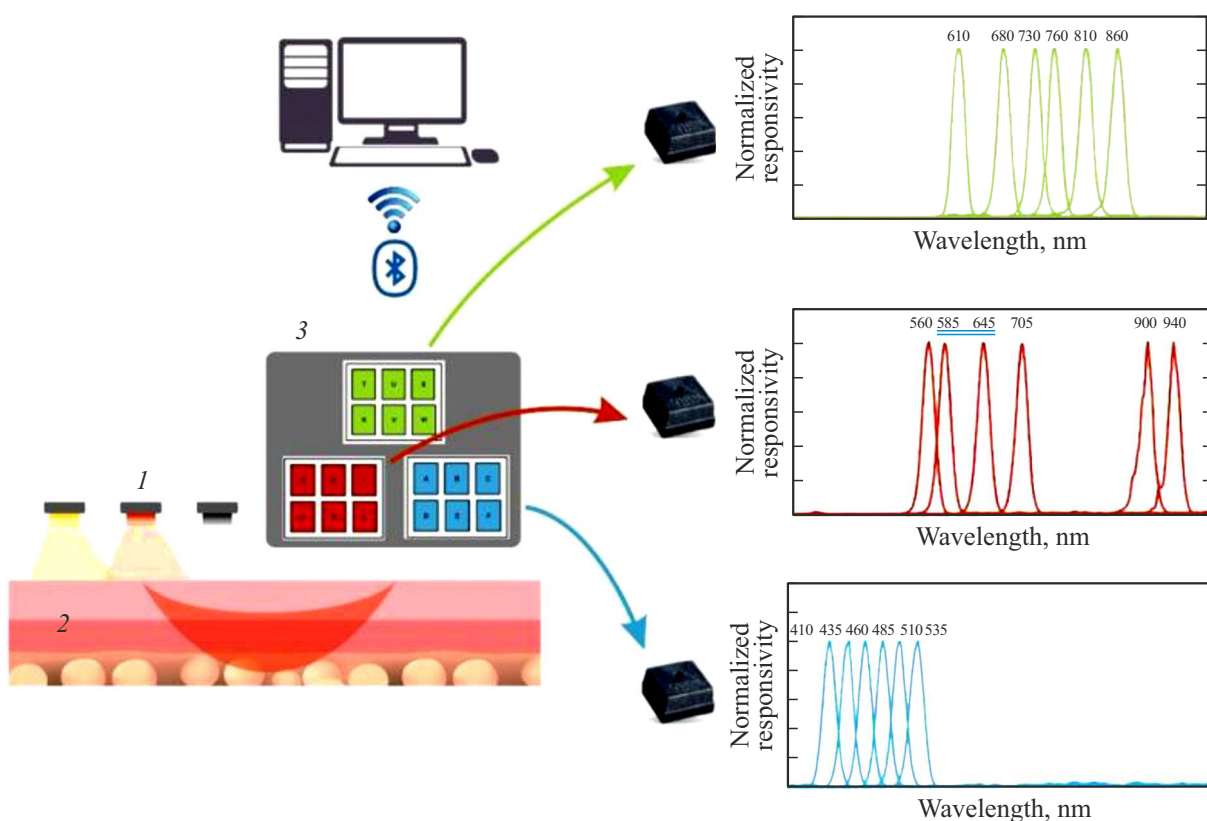 610 680 730 760 810 860
Normalized
responsivity
Wavelength, nm
3
T U S
R V W
560 585 645 705 900 940
Normalized
responsivity
Wavelength, nm
A B C
D E F
1
2
410 435 460 485 510 535
Normalized
responsivity
Wavelength, nm